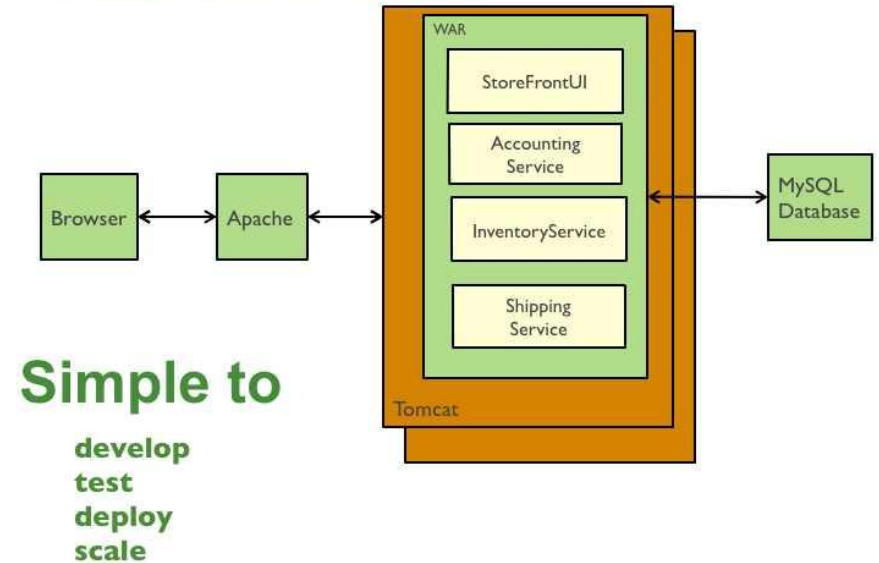 WAR
StoreFrontUI
Accounting
Service
InventoryService
Shipping
Service
Tomcat
Browser
Apache
MySQL
Database
Simple to
develop
test
deploy
scale